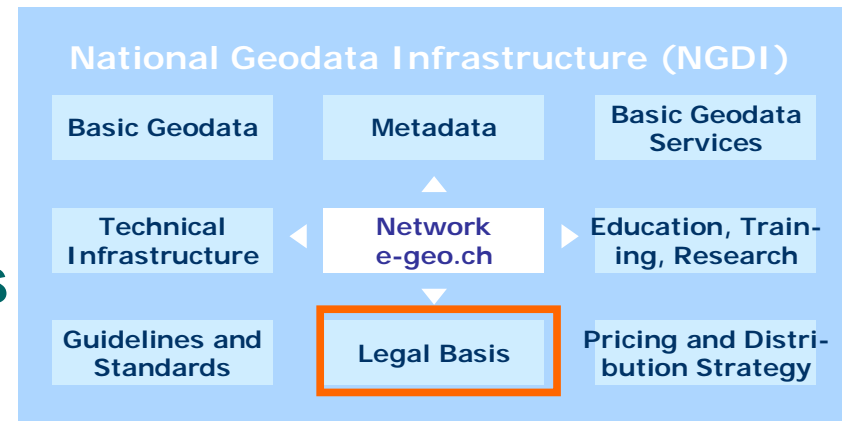 National Geodata Infrastructure (NGDI)
Basic Geodata
Metadata
Basic Geodata
Services
Technical
Infrastructure
Network
e-geo.ch
Education, Train-
ing, Research
s
Guidelines and
Standards
Legal Basis
Pricing and Distri-
bution Strategy